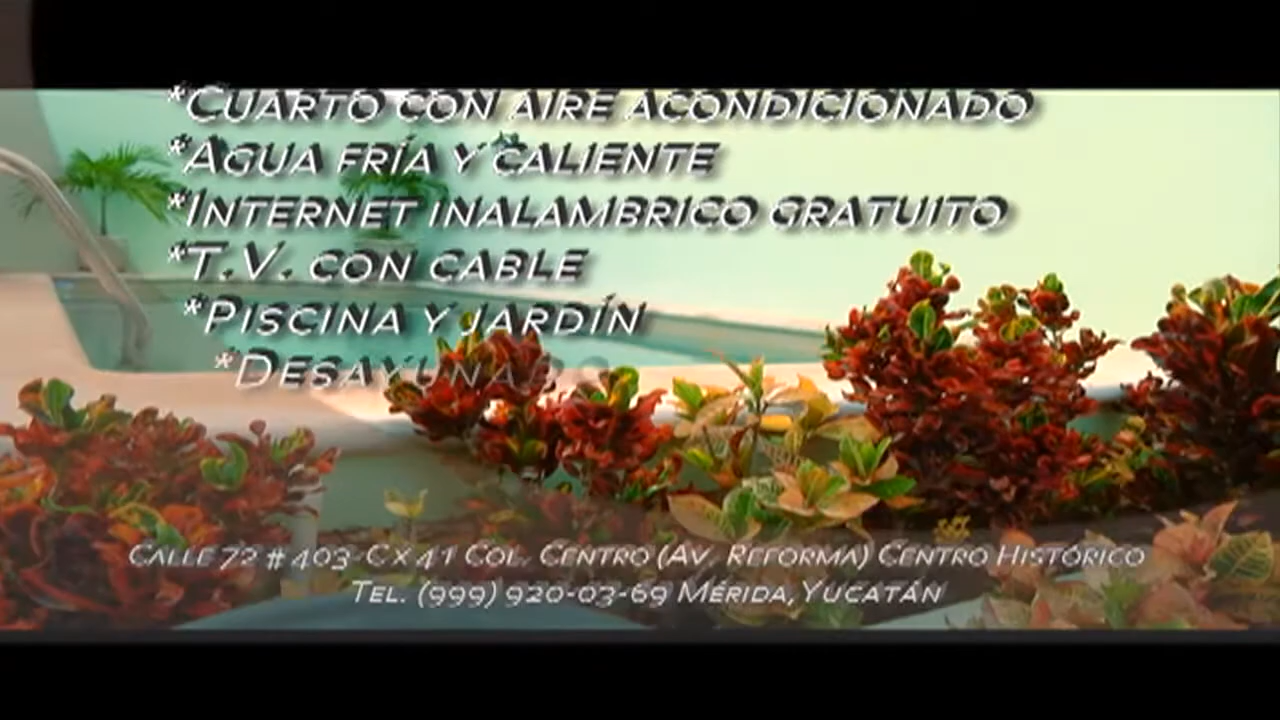 *Cuarto con aire acondicionado
*Agua fría y caliente
*Internet inalambrico gratuito
*T.V. con cable
*Piscina y jardín
Calle 72 # 403-C x 41 Col. Centro (Av. Reforma) Centro Histórico
Tel. (999) 920-03-69 Mérida, Yucatán